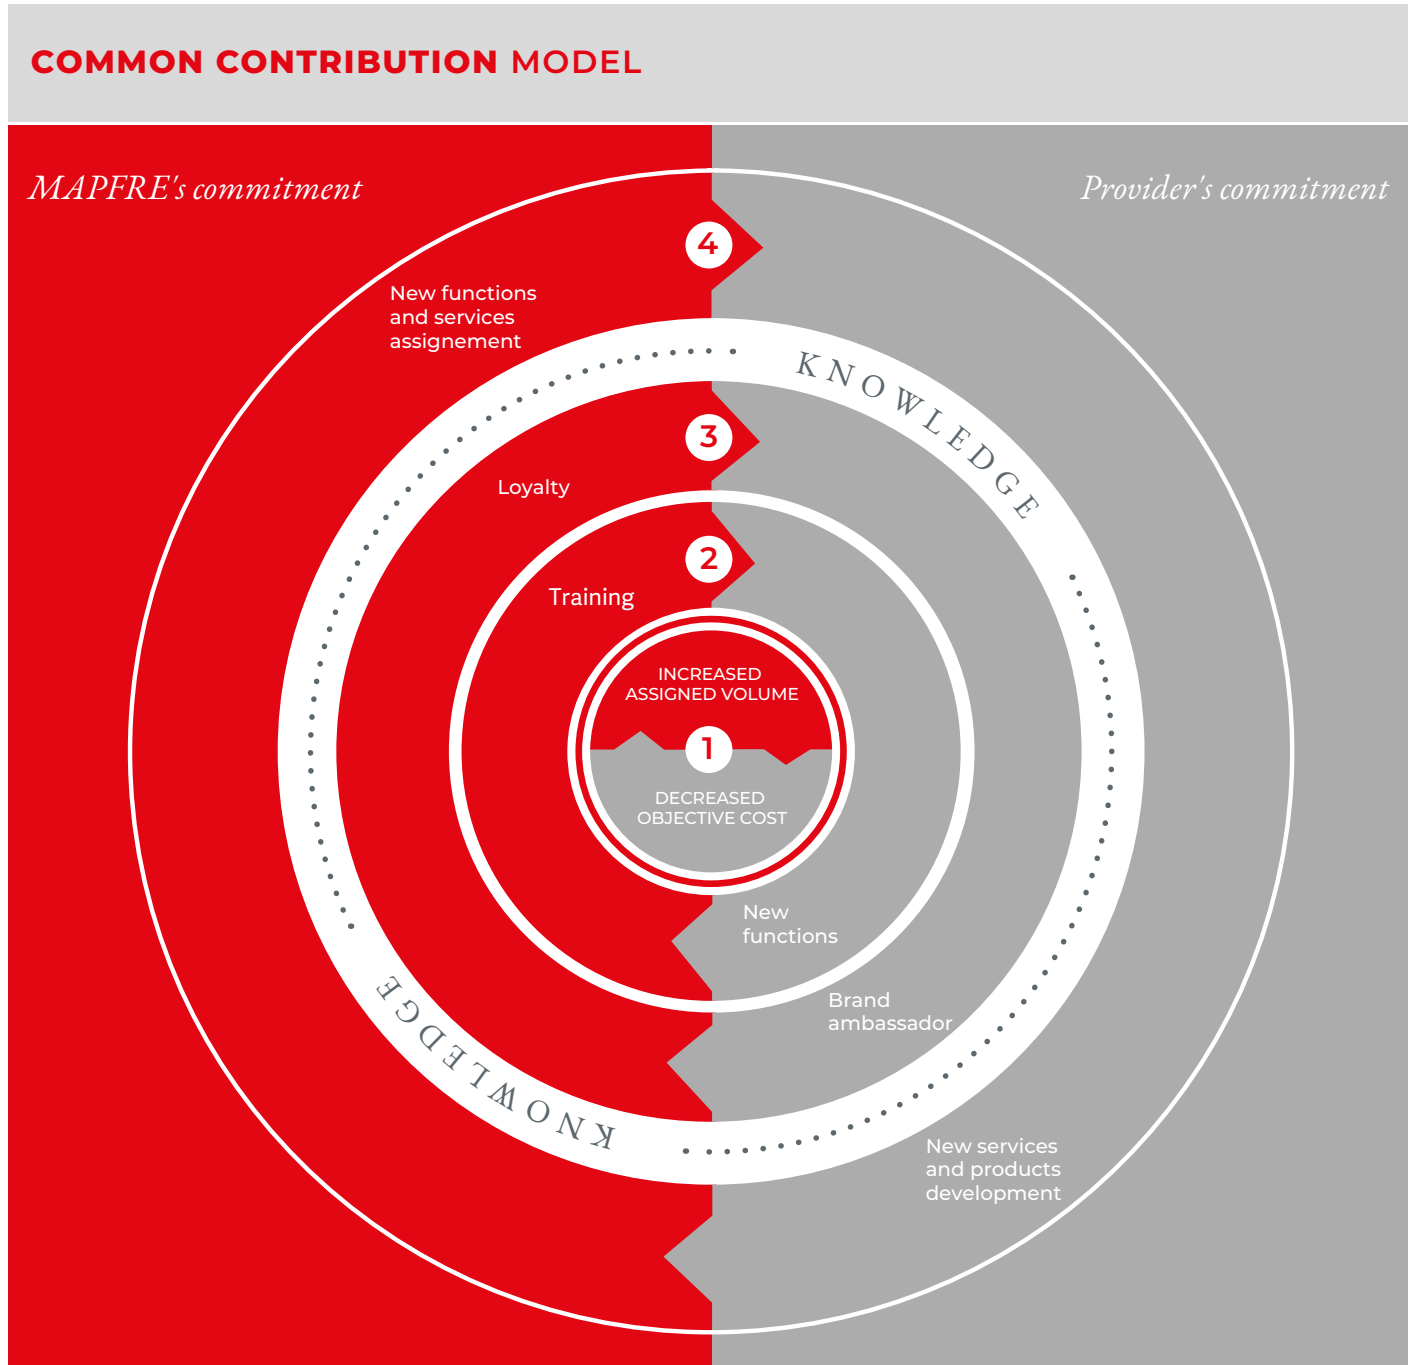 COMMON CONTRIBUTION MODEL
MAPFRE's commitment
Provider's commitment
4
New functions
and services
assignement
KNOWLEDGE
3
Loyalty
2
Training
INCREASED
ASSIGNED VOLUME
1
DECREASED
OBJECTIVE COST
New
functions
Brand
ambassador
KNOWLEDGE
New services
and products
development